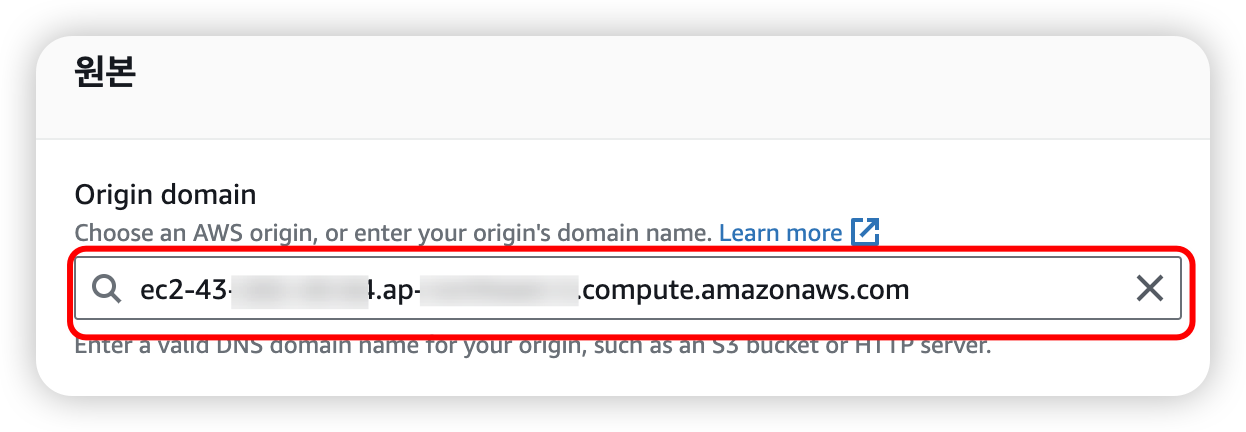 원본
Origin domain
Choose an AWS origin, or enter your origin's domain name. Learn more
ec2-43- 4.ap- .compute.amazonaws.com
Enter a valid DNS domain name for your origin, such as an S3 bucket or HTTP server.